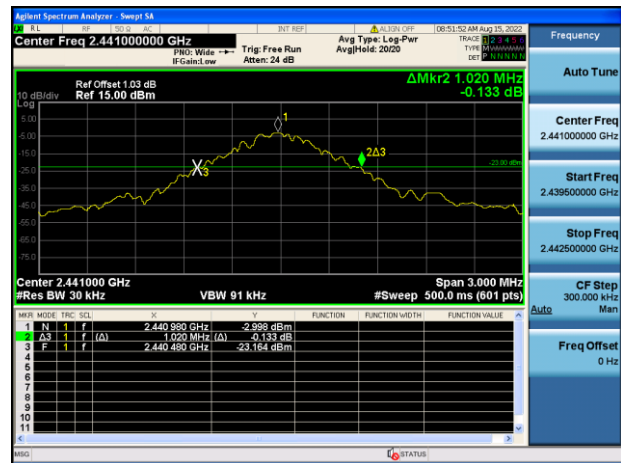 Agilent Spectrum Analyzer - Swept SA
RL RF 50 Ω AC INT REF ALIGN OFF 08:51:52 AM Aug 15, 2022
Center Freq 2.441000000 GHz
PNO: Wide
IFGain:Low
Trig: Free Run
Atten: 24 dB
Avg Type: Log-Pwr
Avg|Hold: 20/20
TRACE 1 2 3 4 5 6
TYPE M
DET P N N N N N
Frequency
Auto Tune
Center Freq
2.441000000 GHz
Start Freq
2.439500000 GHz
Stop Freq
2.442500000 GHz
CF Step
300.000 kHz
Auto Man
Freq Offset
0 Hz
Ref Offset 1.03 dB
10 dB/div Ref 15.00 dBm
Log
ΔMkr2 1.020 MHz
-0.133 dB
5.00
-5.00
-15.0
-25.0
-35.0
-45.0
-55.0
-65.0
-75.0
1
2Δ3
X3
-23.00 dBm
Center 2.441000 GHz Span 3.000 MHz
#Res BW 30 kHz VBW 91 kHz #Sweep 500.0 ms (601 pts)
MKR MODE TRC SCL X Y FUNCTION FUNCTION WIDTH FUNCTION VALUE
1 N 1 f 2.440 980 GHz -2.998 dBm
2 Δ3 1 f (Δ) 1.020 MHz (Δ) -0.133 dB
3 F 1 f 2.440 480 GHz -23.164 dBm
4
5
6
7
8
9
10
11
MSG STATUS